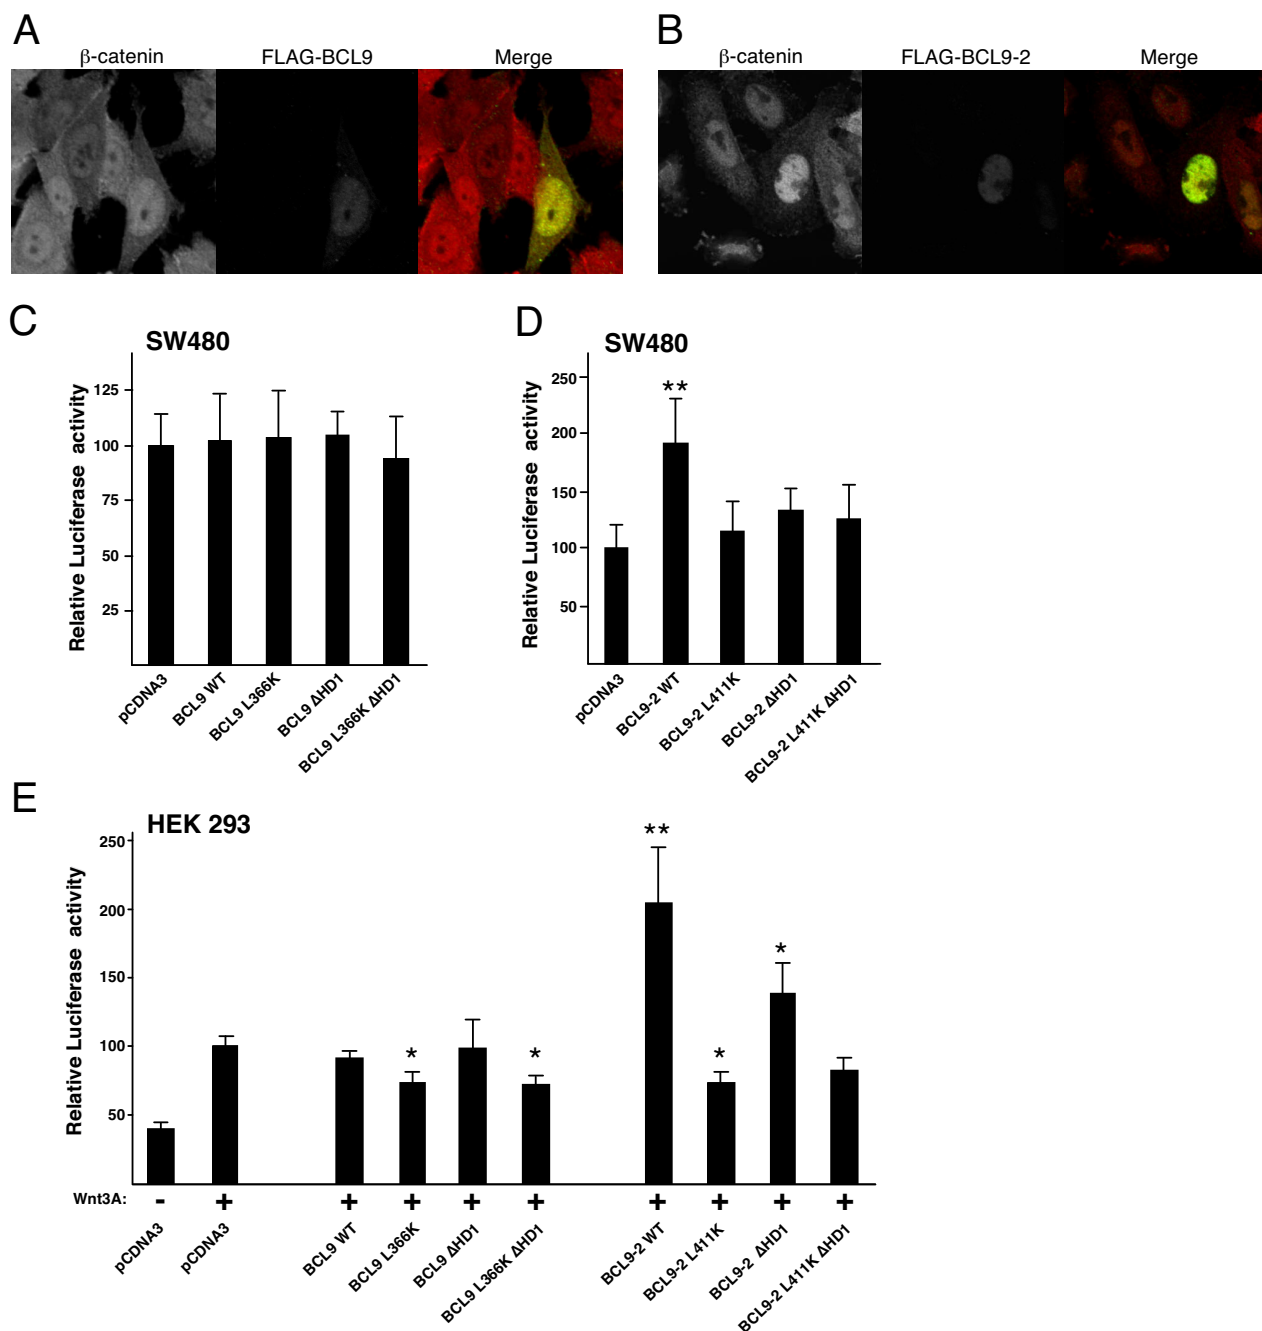 A
β-catenin FLAG-BCL9 Merge
B
β-catenin FLAG-BCL9-2 Merge
C
SW480
Relative Luciferase activity
125
100
75
50
25
pCDNA3
BCL9 WT
BCL9 L366K
BCL9 ΔHD1
BCL9 L366K ΔHD1
D
SW480
Relative Luciferase activity
250
200
150
100
50
**
pCDNA3
BCL9-2 WT
BCL9-2 L411K
BCL9-2 ΔHD1
BCL9-2 L411K ΔHD1
E
HEK 293
Relative Luciferase activity
250
200
150
100
50
* * ** * *
Wnt3A: - + + + + + + + + +
pCDNA3
pCDNA3
BCL9 WT
BCL9 L366K
BCL9 ΔHD1
BCL9 L366K ΔHD1
BCL9-2 WT
BCL9-2 L411K
BCL9-2 ΔHD1
BCL9-2 L411K ΔHD1